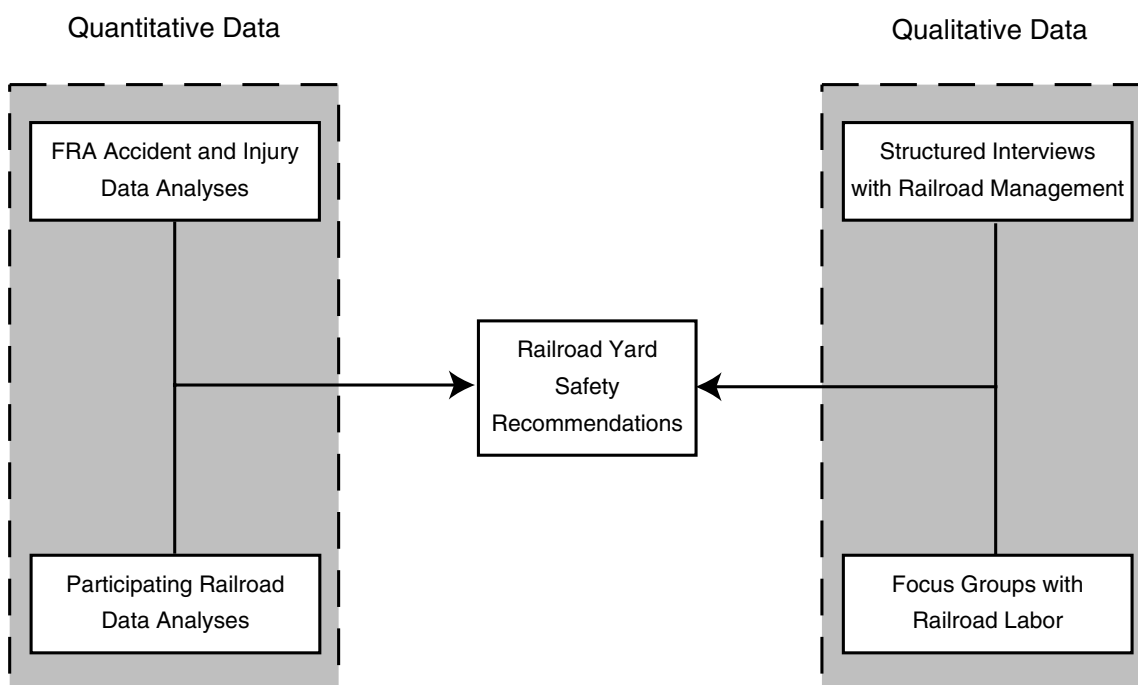 Quantitative Data
Qualitative Data
FRA Accident and Injury
Data Analyses
Structured Interviews
with Railroad Management
Railroad Yard
Safety
Recommendations
Participating Railroad
Data Analyses
Focus Groups with
Railroad Labor